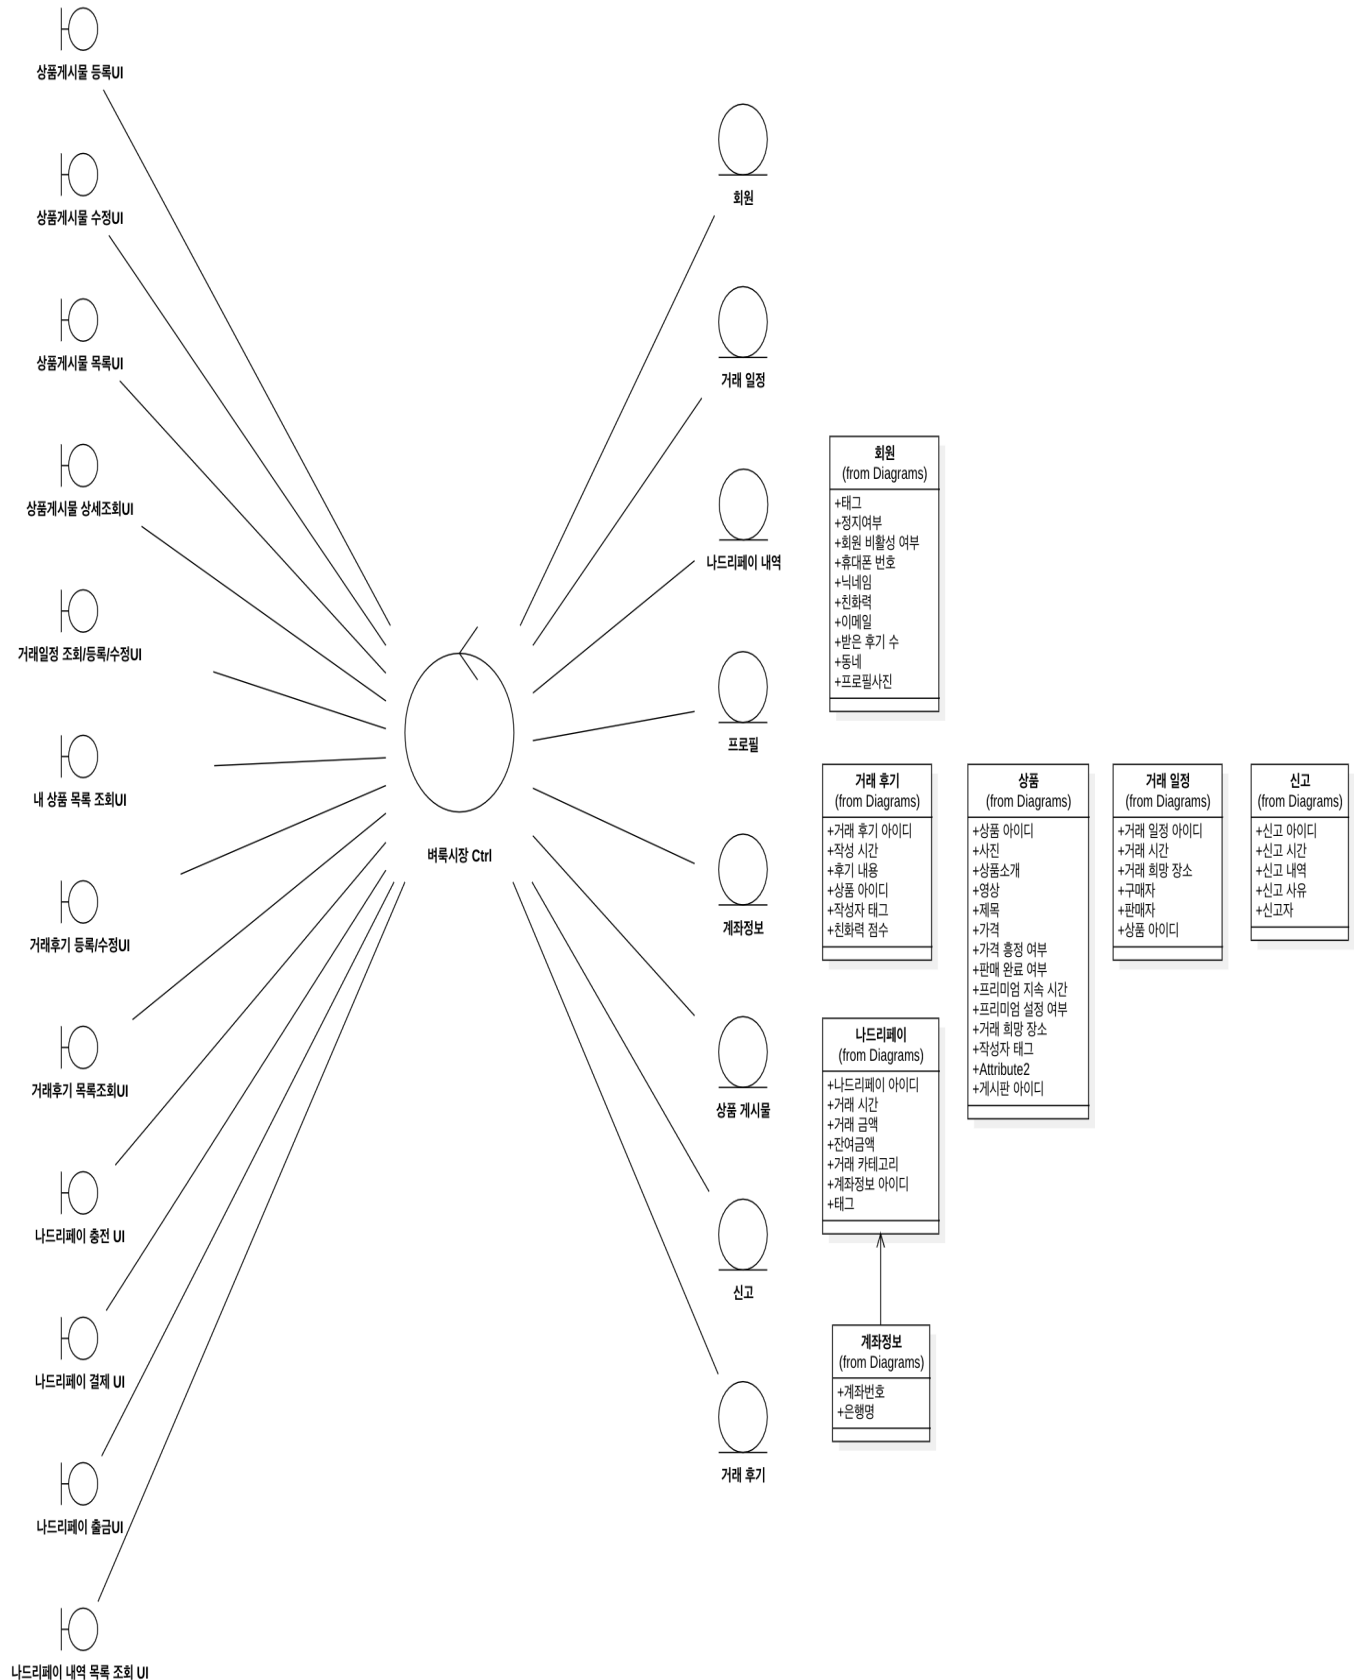 상품게시물 등록UI
상품게시물 수정UI
상품게시물 목록UI
상품게시물 상세조회UI
거래일정 조회/등록/수정UI
내 상품 목록 조회UI
거래후기 등록/수정UI
거래후기 목록조회UI
나드리페이 충전 UI
나드리페이 결제 UI
나드리페이 출금UI
나드리페이 내역 목록 조회 UI
벼룩시장 Ctrl
회원
거래 일정
나드리페이 내역
프로필
계좌정보
상품 게시물
신고
거래 후기
회원
(from Diagrams)
+태그
+정지여부
+회원 비활성 여부
+휴대폰 번호
+닉네임
+친화력
+이메일
+받은 후기 수
+동네
+프로필사진
거래 후기
(from Diagrams)
+거래 후기 아이디
+작성 시간
+후기 내용
+상품 아이디
+작성자 태그
+친화력 점수
상품
(from Diagrams)
+상품 아이디
+사진
+상품소개
+영상
+제목
+가격
+가격 흥정 여부
+판매 완료 여부
+프리미엄 지속 시간
+프리미엄 설정 여부
+거래 희망 장소
+작성자 태그
+Attribute2
+게시판 아이디
거래 일정
(from Diagrams)
+거래 일정 아이디
+거래 시간
+거래 희망 장소
+구매자
+판매자
+상품 아이디
신고
(from Diagrams)
+신고 아이디
+신고 시간
+신고 내역
+신고 사유
+신고자
나드리페이
(from Diagrams)
+나드리페이 아이디
+거래 시간
+거래 금액
+잔여금액
+거래 카테고리
+계좌정보 아이디
+태그
계좌정보
(from Diagrams)
+계좌번호
+은행명